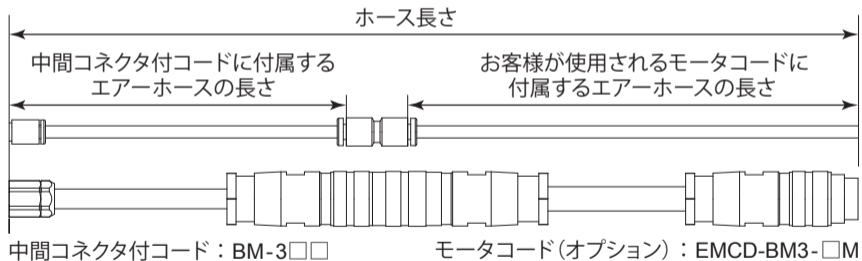 ホース長さ
中間コネクタ付コードに付属する
エアーホースの長さ
お客様が使用されるモータコードに
付属するエアーホースの長さ
中間コネクタ付コード：BM-3□□
モータコード（オプション）：EMCD-BM3-□M